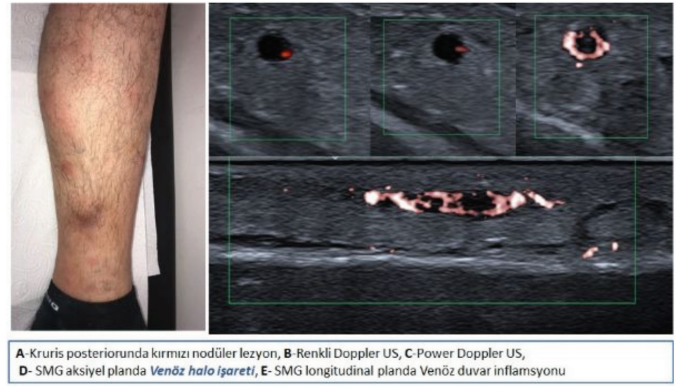 A-Kruris posteriorunda kırmızı nodüler lezyon, B-Renkli Doppler US, C-Power Doppler US,
D- SMG aksiyel planda Venöz halo işareti, E- SMG longitudinal planda Venöz duvar inflamsyonu